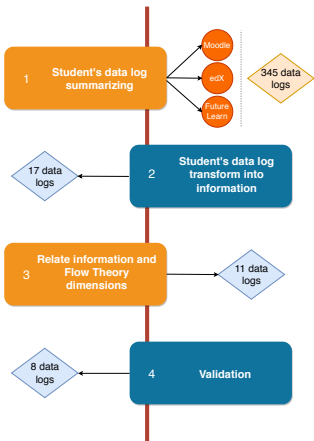 Moodle
1
Student's data log
summarizing
edX
345 data
logs
Future
Learn
17 data
logs
2
Student's data log
transform into
information
3
Relate information and
Flow Theory
dimensions
11 data
logs
8 data
logs
4
Validation